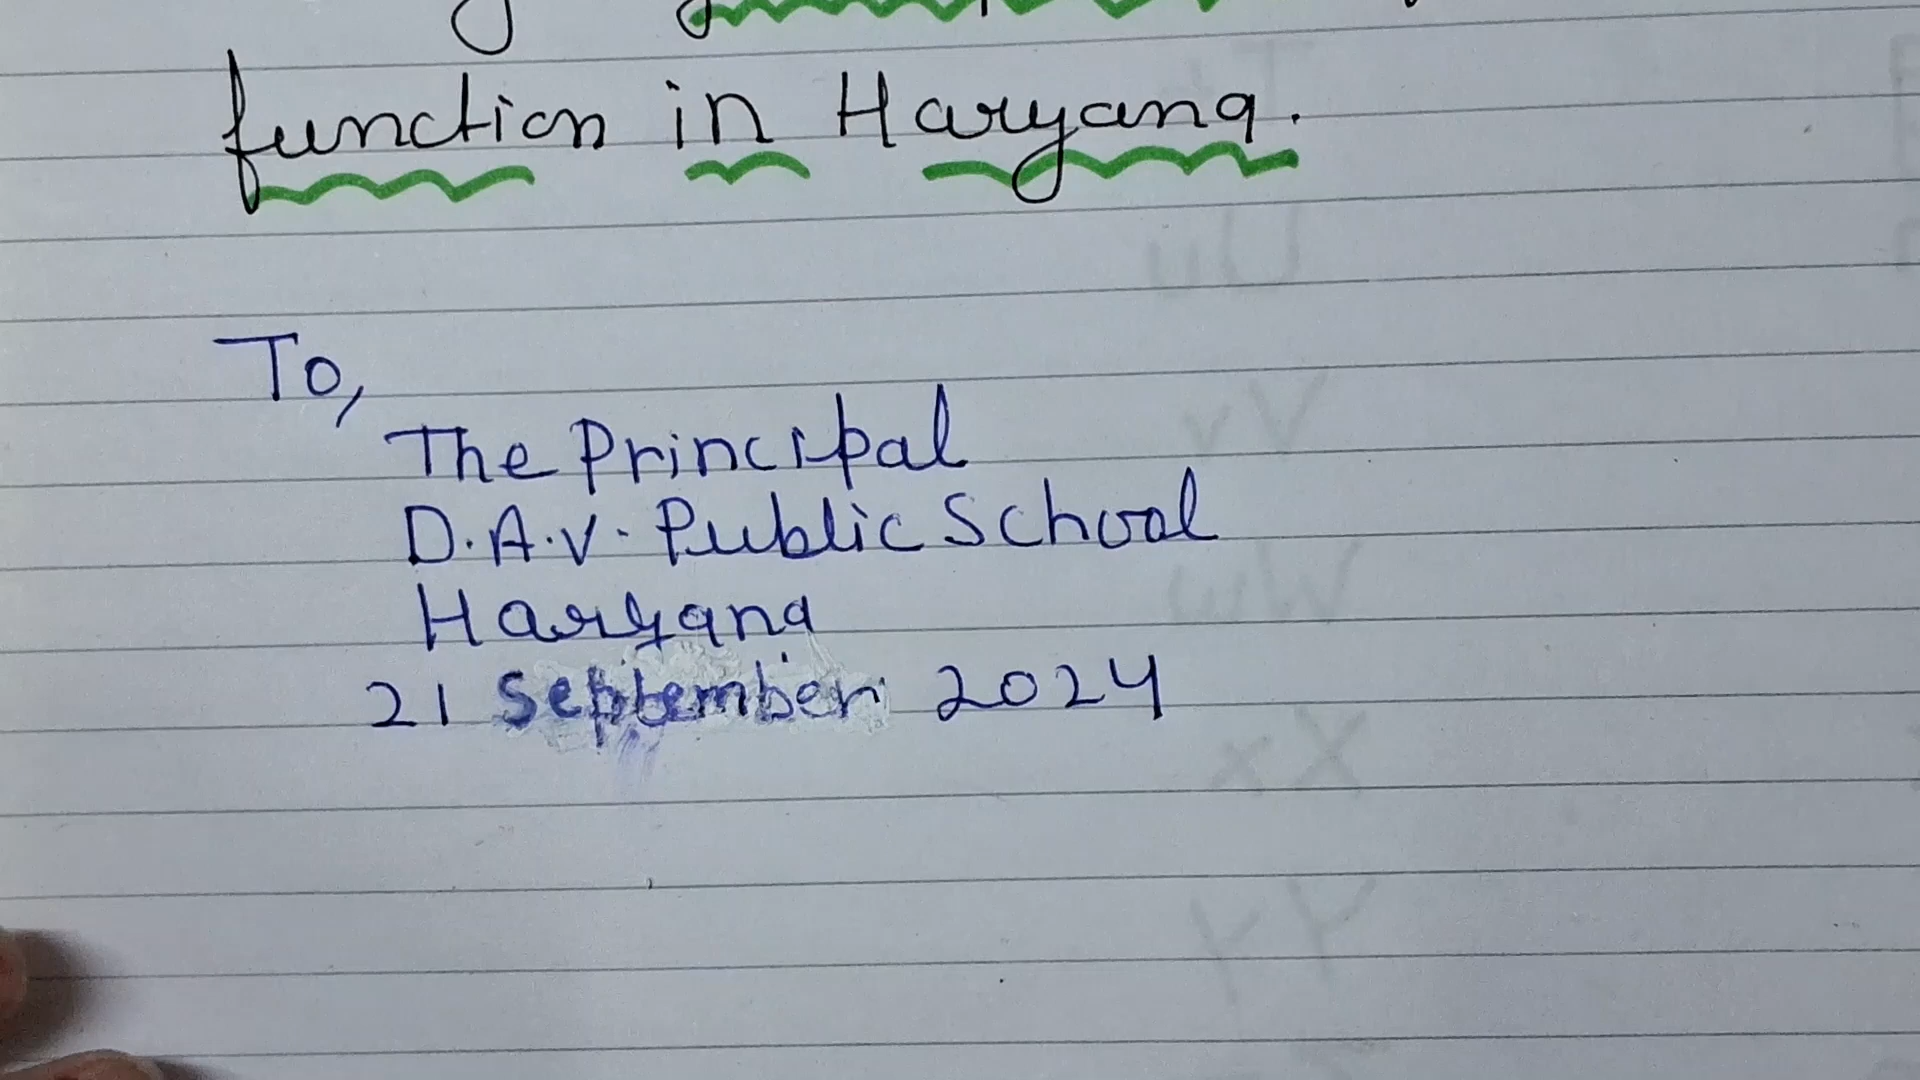 function in Haryana.
To,
The Principal
D.A.V. Public School
Haryana
21 September 2024